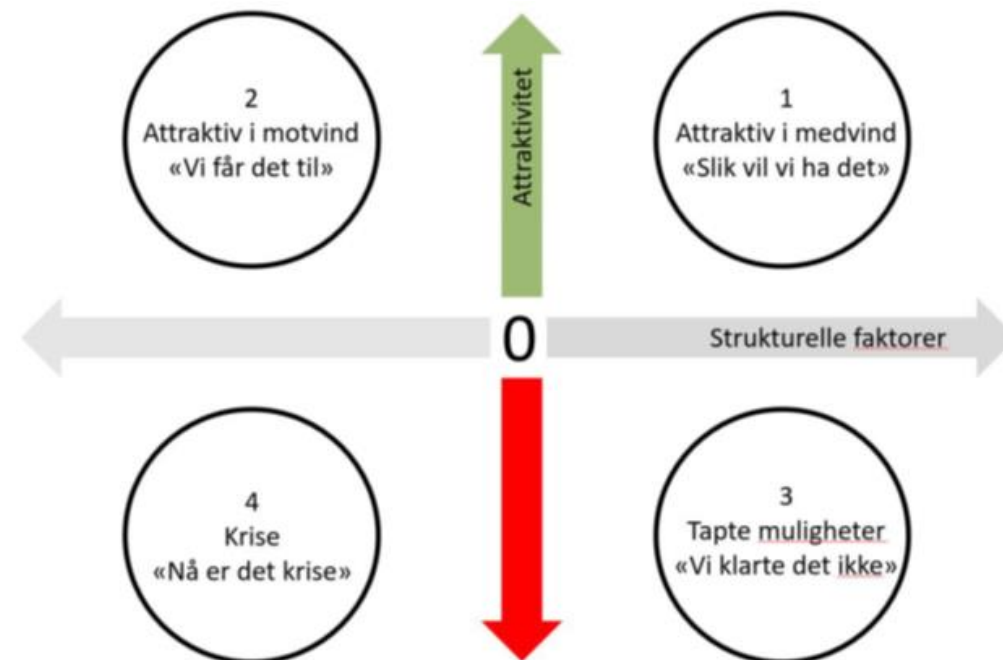 2
Attraktiv i motvind
«Vi får det til»
Attraktivitet
1
Attraktiv i medvind
«Slik vil vi ha det»
0
Strukturelle faktorer
4
Krise
«Nå er det krise»
3
Tapte muligheter
«Vi klarte det ikke»